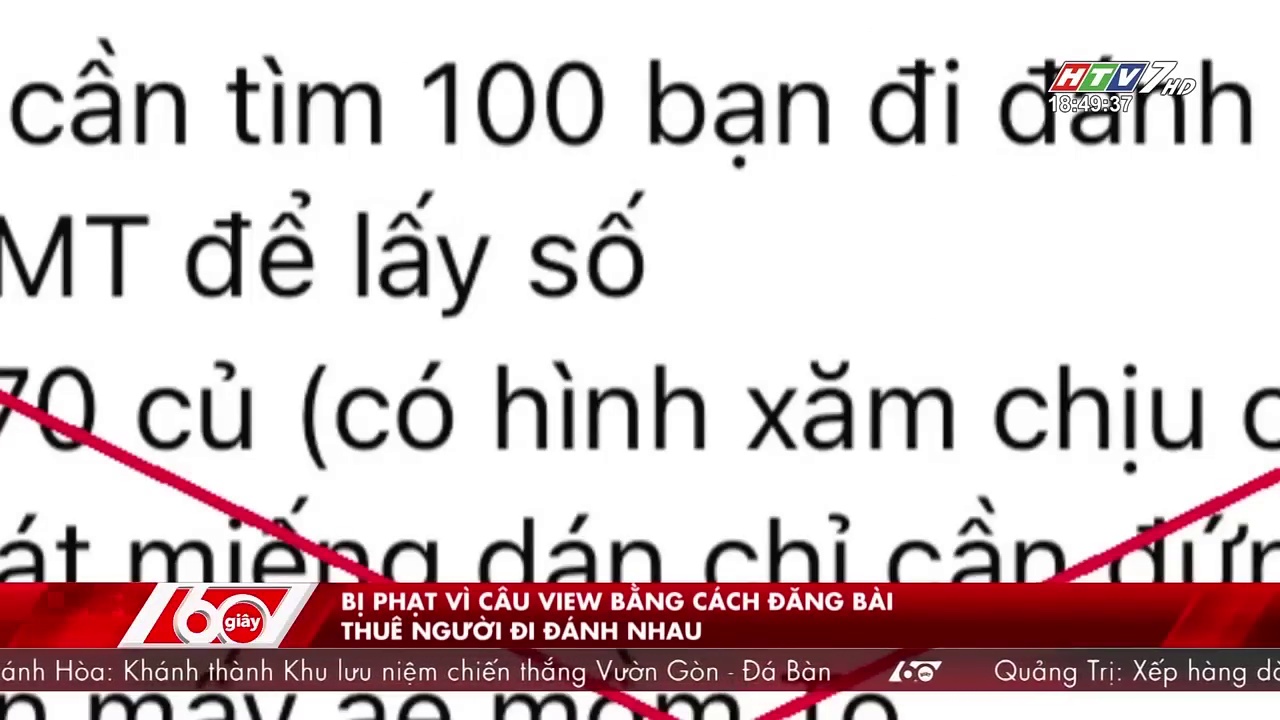 cần tìm 100 bạn đi đánh
HTV7 HD
18:49:37
MT để lấy số
70 củ (có hình xăm chịu
át miếng dán chỉ cần đứn
60 giây
BỊ PHẠT VÌ CÂU VIEW BẰNG CÁCH ĐĂNG BÀI
THUÊ NGƯỜI ĐI ĐÁNH NHAU
ánh Hòa: Khánh thành Khu lưu niệm chiến thắng Vườn Gòn - Đá Bàn 60 giây Quảng Trị: Xếp hàng